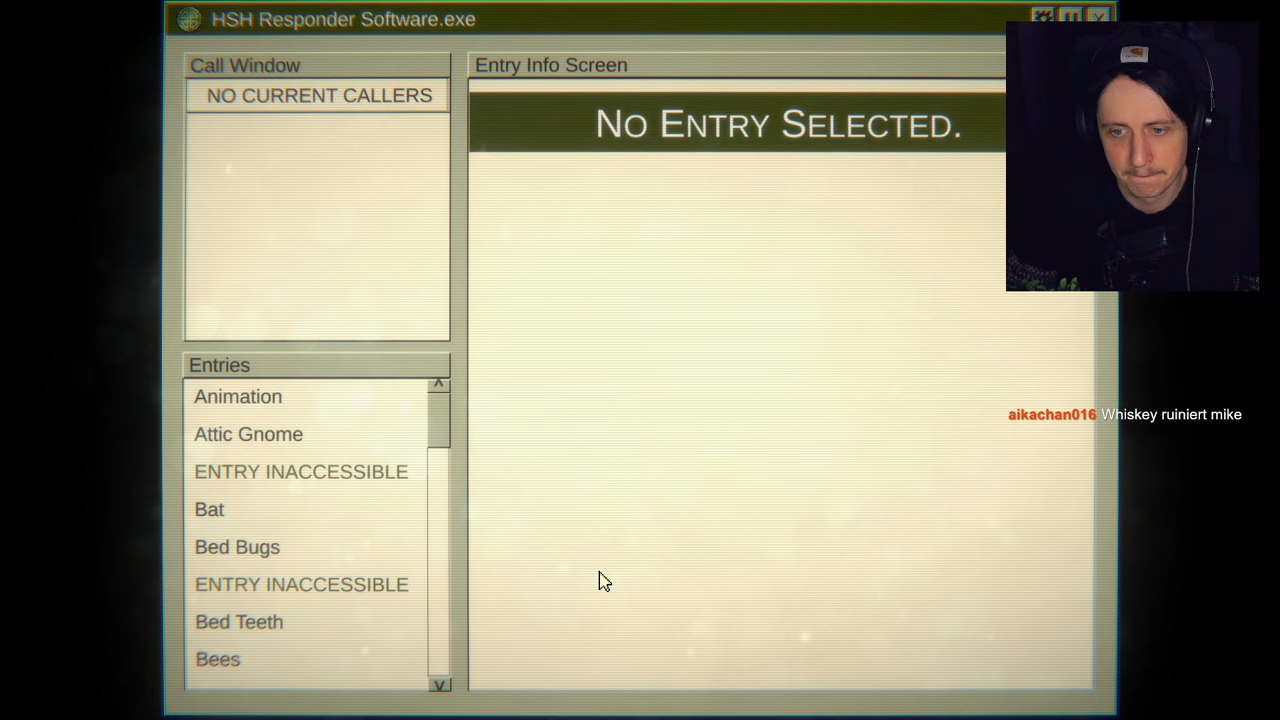 HSH Responder Software.exe
Call Window
NO CURRENT CALLERS
Entry Info Screen
NO ENTRY SELECTED.
Entries
Animation
Attic Gnome
ENTRY INACCESSIBLE
Bat
Bed Bugs
ENTRY INACCESSIBLE
Bed Teeth
Bees
aikachan016 Whiskey ruiniert mike